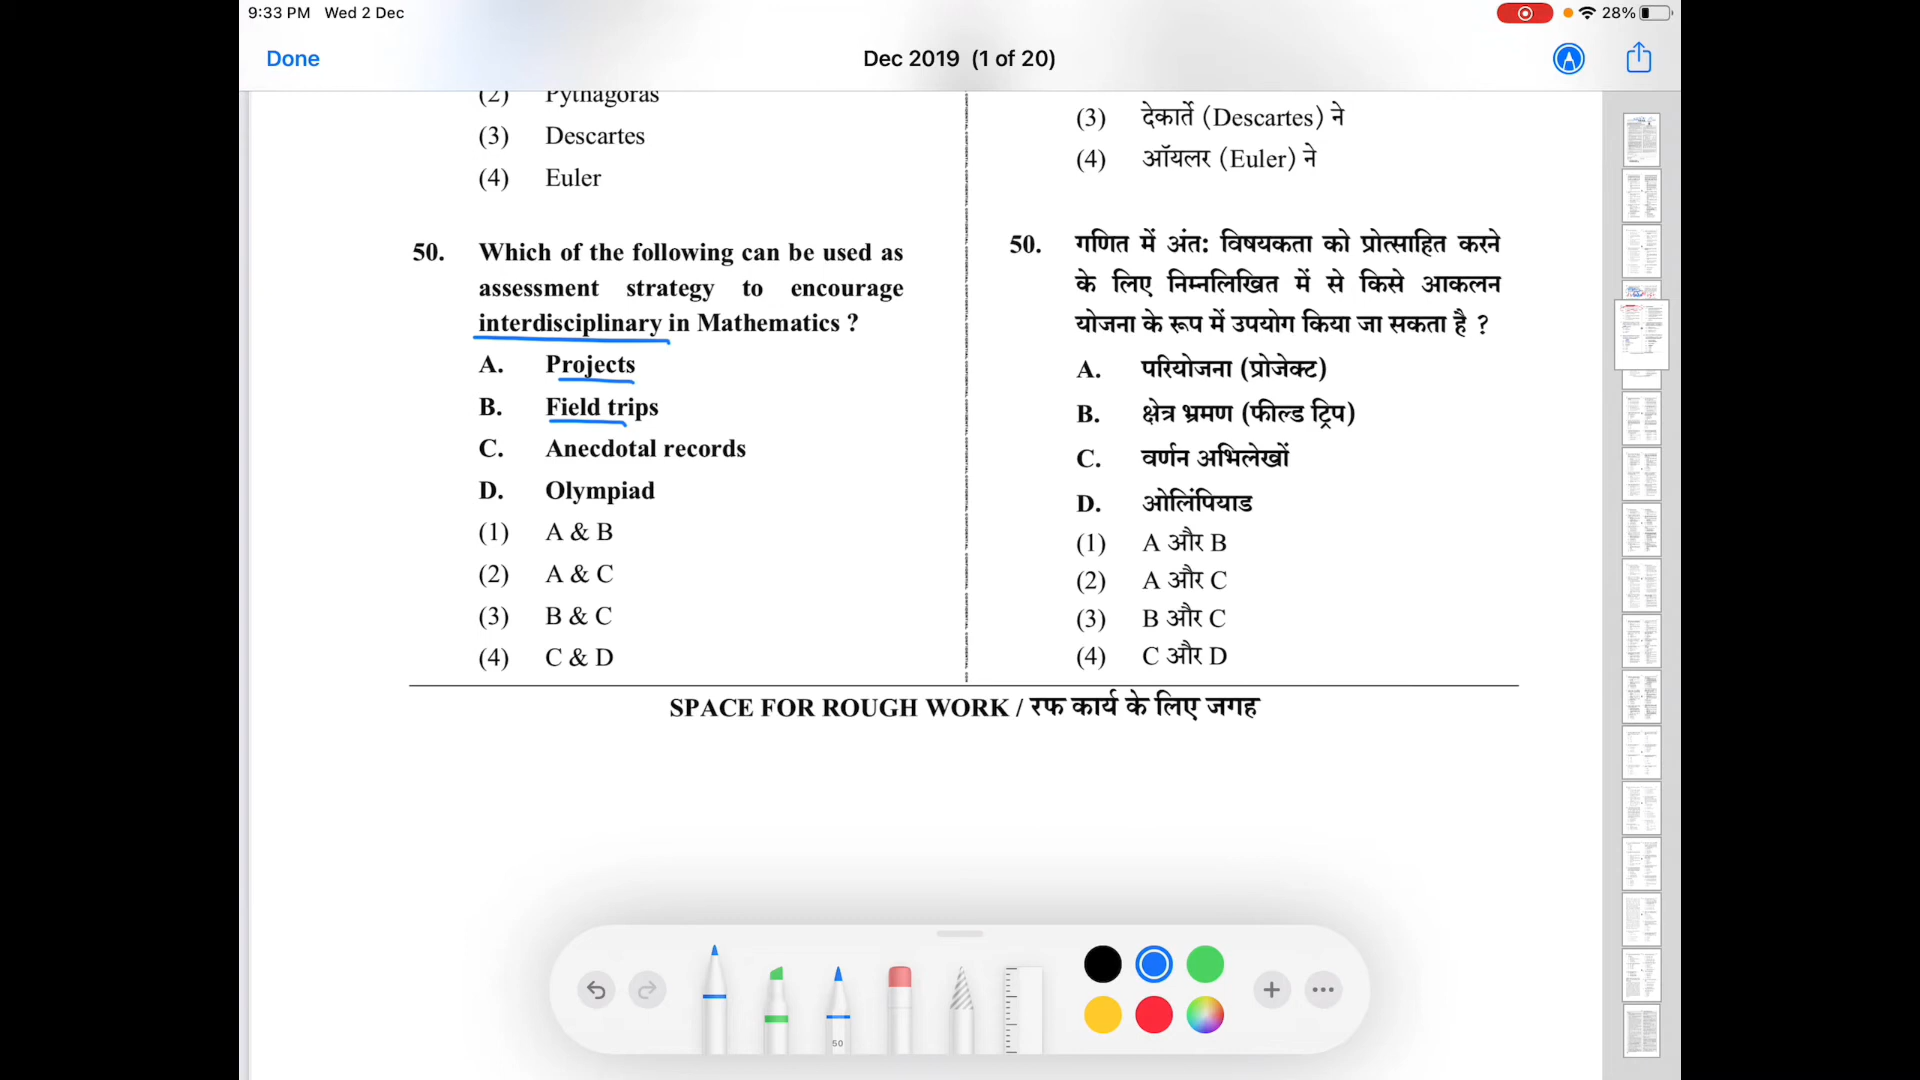 9:33 PM Wed 2 Dec
28%
Done
Dec 2019 (1 of 20)
(2) Pythagoras
(3) Descartes
(4) Euler
50. Which of the following can be used as
assessment strategy to encourage
interdisciplinary in Mathematics ?
A. Projects
B. Field trips
C. Anecdotal records
D. Olympiad
(1) A & B
(2) A & C
(3) B & C
(4) C & D
(3) देकार्ते (Descartes) ने
(4) ऑयलर (Euler) ने
50. गणित में अंत: विषयकता को प्रोत्साहित करने
के लिए निम्नलिखित में से किसे आकलन
योजना के रूप में उपयोग किया जा सकता है ?
A. परियोजना (प्रोजेक्ट)
B. क्षेत्र भ्रमण (फील्ड ट्रिप)
C. वर्णन अभिलेखों
D. ओलिंपियाड
(1) A और B
(2) A और C
(3) B और C
(4) C और D
SPACE FOR ROUGH WORK / रफ कार्य के लिए जगह
50